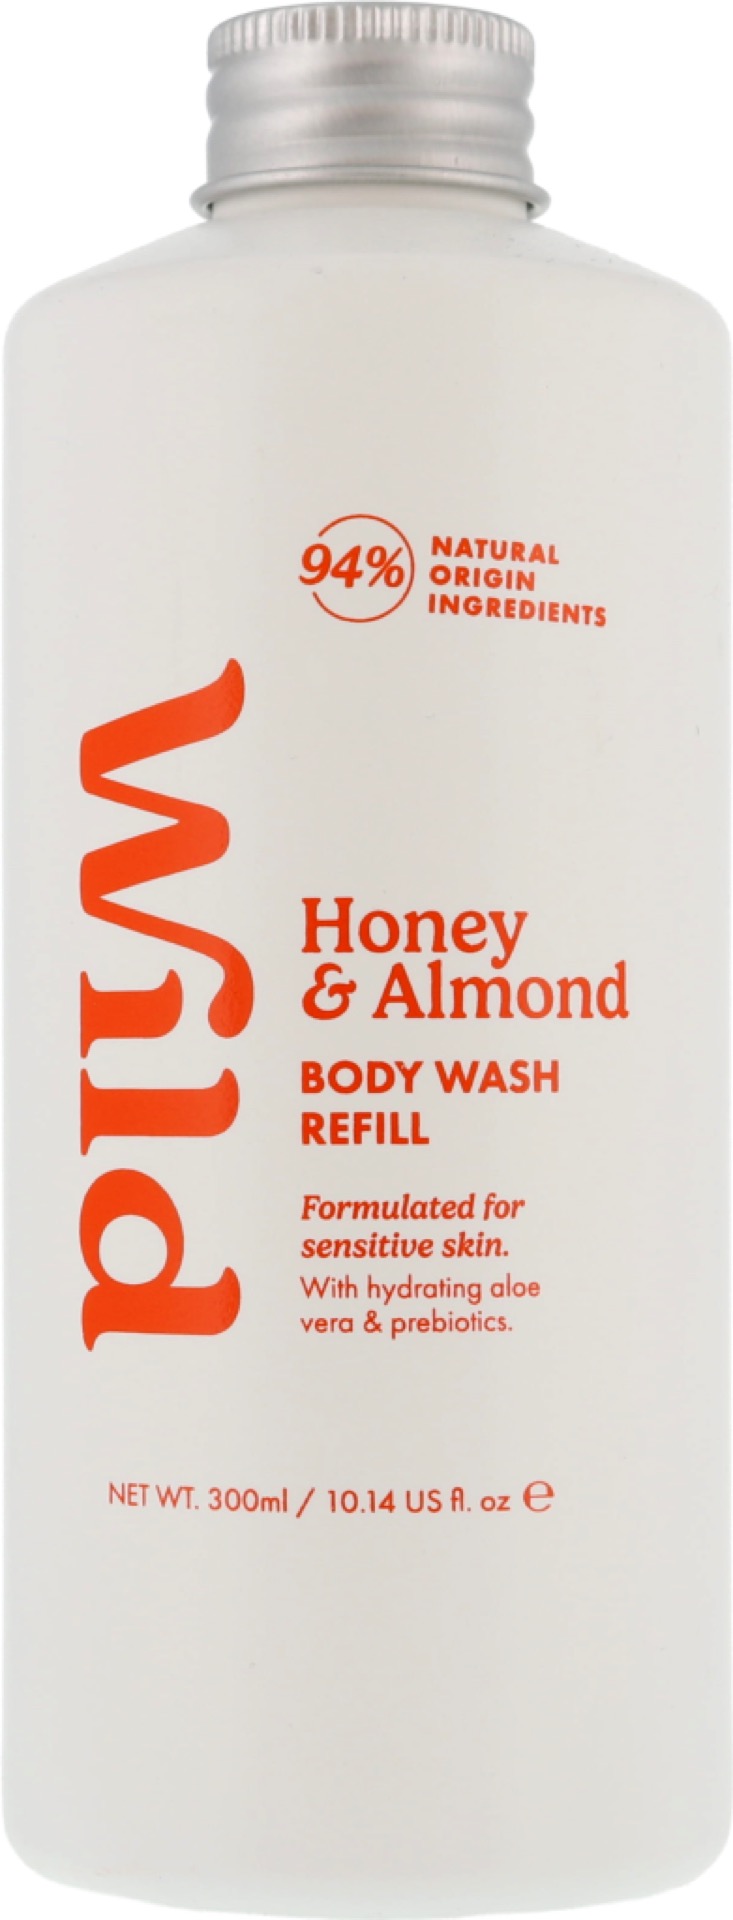 94%
NATURAL
ORIGIN
INGREDIENTS
Wild
Honey
& Almond
BODY WASH
REFILL
Formulated for
sensitive skin.
With hydrating aloe
vera & prebiotics.
NET WT. 300ml / 10.14 US fl. oz ℮